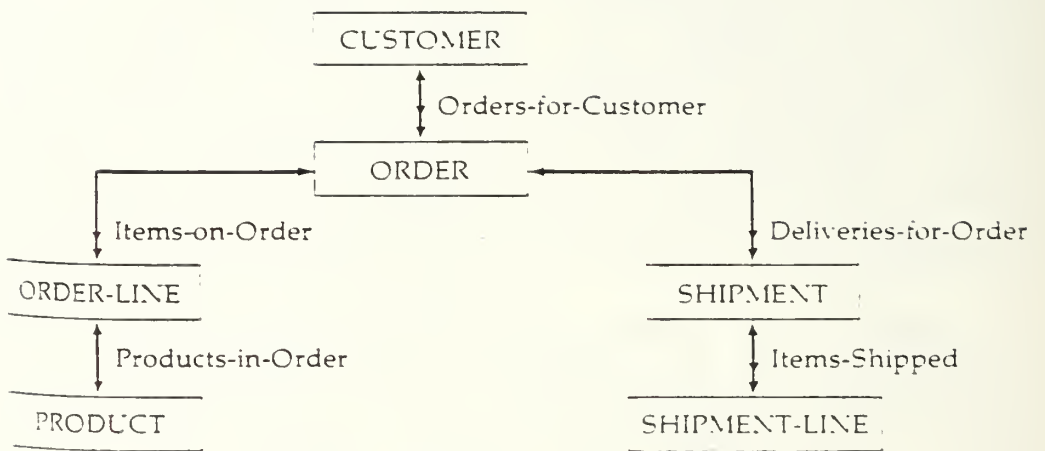 CUSTOMER
Orders-for-Customer
ORDER
Items-on-Order
Deliveries-for-Order
ORDER-LINE
SHIPMENT
Products-in-Order
Items-Shipped
PRODUCT
SHIPMENT-LINE